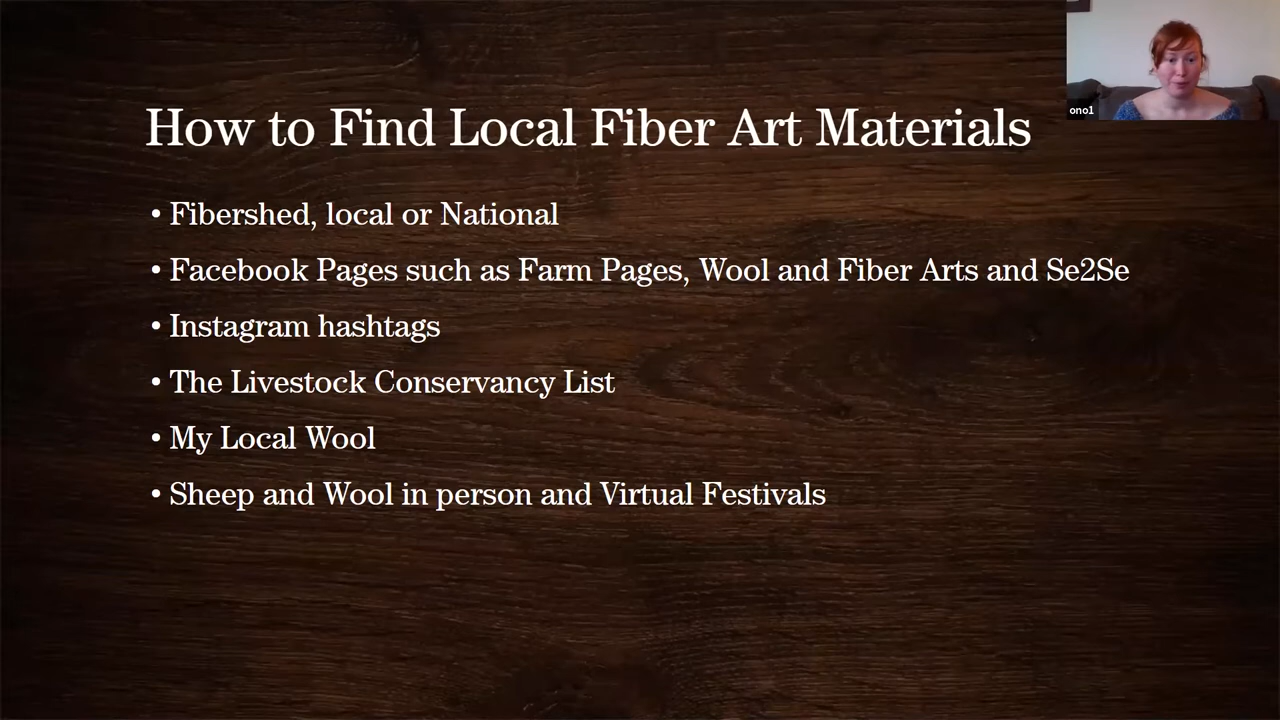 How to Find Local Fiber Art Materials
• Fibershed, local or National
• Facebook Pages such as Farm Pages, Wool and Fiber Arts and Se2Se
• Instagram hashtags
• The Livestock Conservancy List
• My Local Wool
• Sheep and Wool in person and Virtual Festivals
ono1